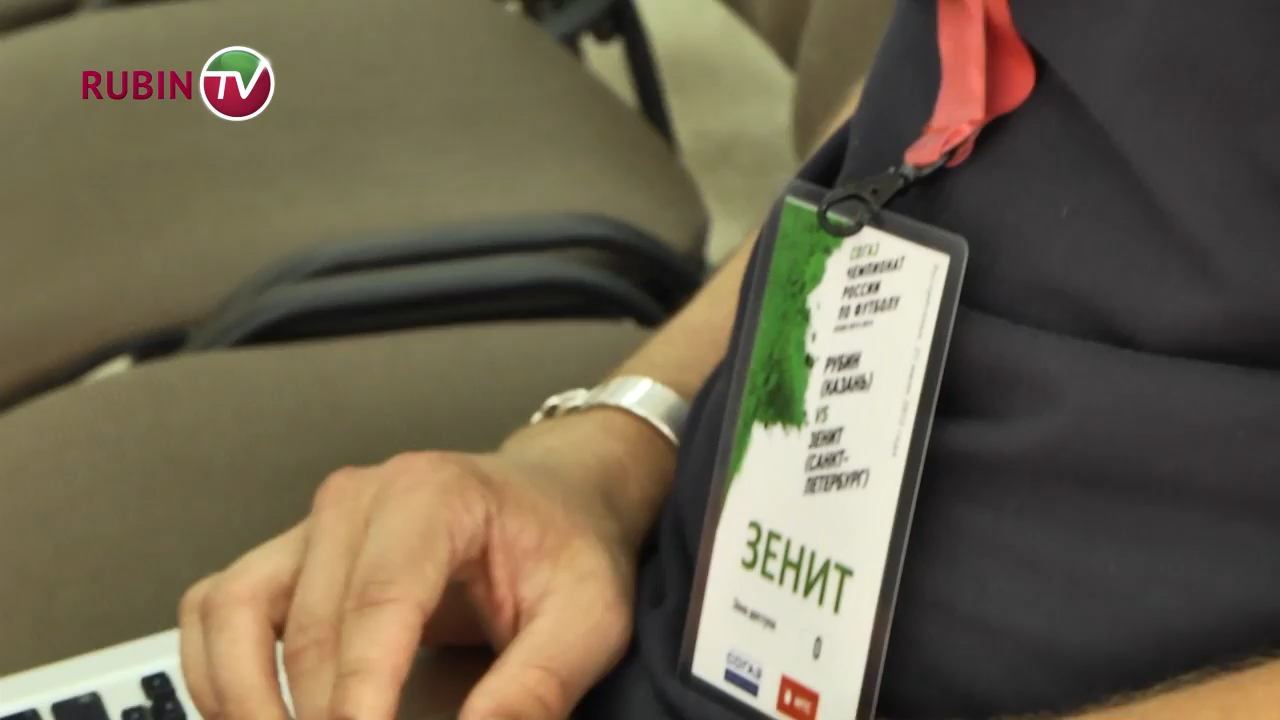 RUBIN TV
СОГАЗ
ЧЕМПИОНАТ
РОССИИ
ПО ФУТБОЛУ
РУБИН
(КАЗАНЬ)
VS
ЗЕНИТ
(САНКТ-
ПЕТЕРБУРГ)
ЗЕНИТ
Зона доступа
0
СОГАЗ